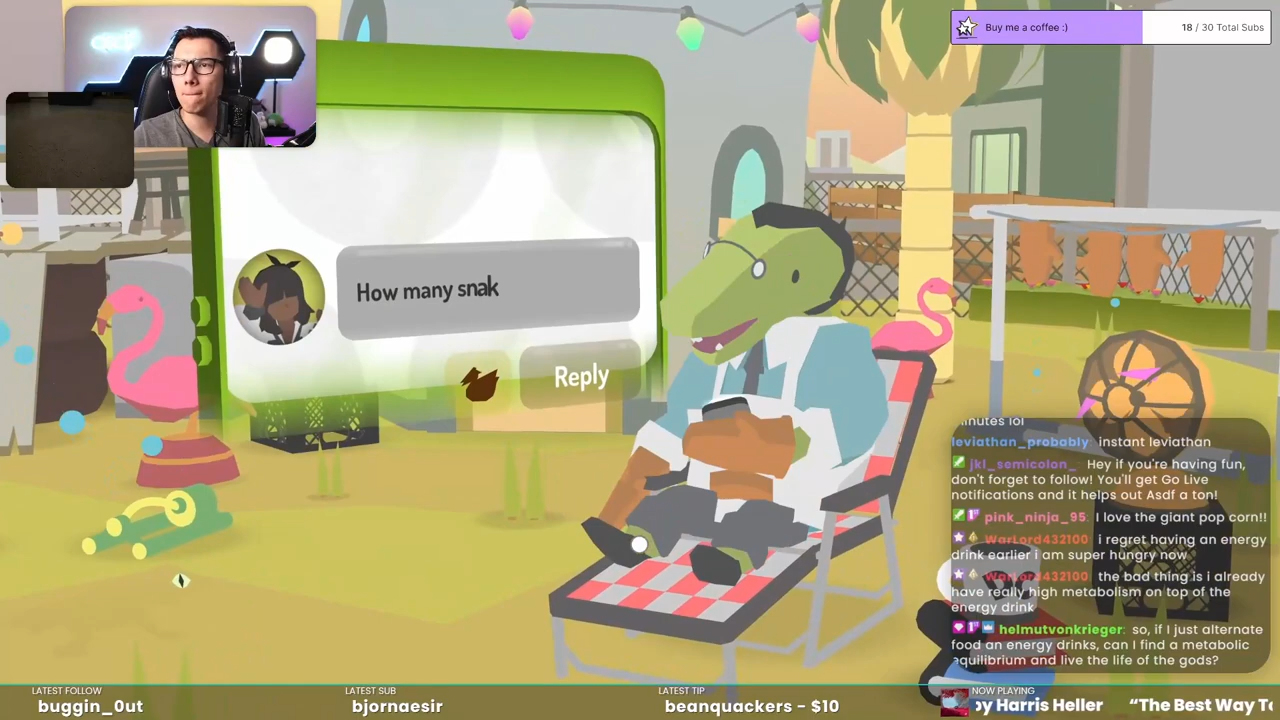 Buy me a coffee :)
18 / 30 Total Subs
How many snak
Reply
minutes lol
leviathan_probably instant leviathan
jkl_semicolon_ Hey if you're having fun,
don't forget to follow! You'll get Go Live
notifications and it helps out Asdf a ton!
pink_ninja_95: I love the giant pop corn!!
WarLord432100 i regret having an energy
drink earlier i am super hungry now
WarLord432100 the bad thing is i already
have really high metabolism on top of the
energy drink
helmutvonkrieger: so, if I just alternate
food an energy drinks, can I find a metabolic
equilibrium and live the life of the gods?
LATEST FOLLOW
buggin_0ut
LATEST SUB
bjornaesir
LATEST TIP
beanquackers - $10
NOW PLAYING
by Harris Heller “The Best Way To